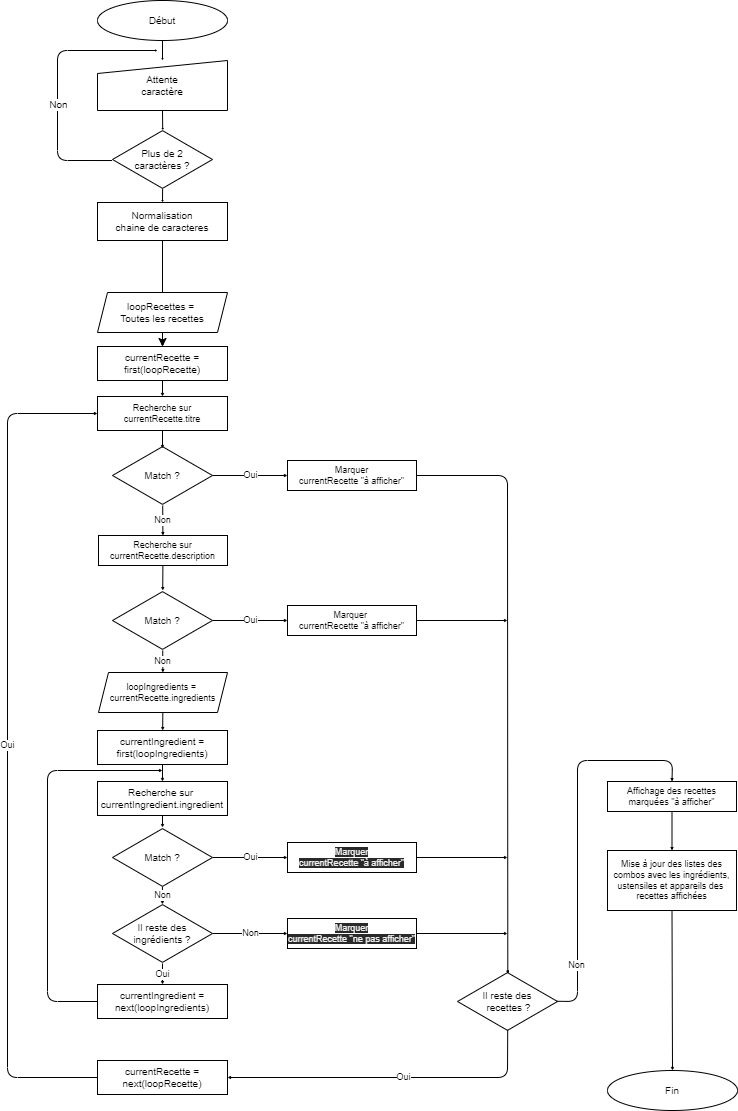 Début
Attente
caractère
Non
Plus de 2
caractères ?
Normalisation
chaine de caracteres
loopRecettes =
Toutes les recettes
currentRecette =
first(loopRecette)
Recherche sur
currentRecette.titre
Match ?
Oui
Marquer
currentRecette "à afficher"
Non
Recherche sur
currentRecette.description
Match ?
Oui
Marquer
currentRecette "à afficher"
Non
loopIngredients =
currentRecette.ingredients
Oui
currentIngredient =
first(loopIngredients)
Recherche sur
currentIngredient.ingredient
Match ?
Oui
Marquer
currentRecette "à afficher"
Non
Il reste des
ingrédients ?
Non
Marquer
currentRecette "ne pas afficher"
Oui
currentIngredient =
next(loopIngredients)
Il reste des
recettes ?
Non
Oui
currentRecette =
next(loopRecette)
Affichage des recettes
marquées "à afficher"
Mise à jour des listes des
combos avec les ingrédients,
ustensiles et appareils des
recettes affichées
Fin